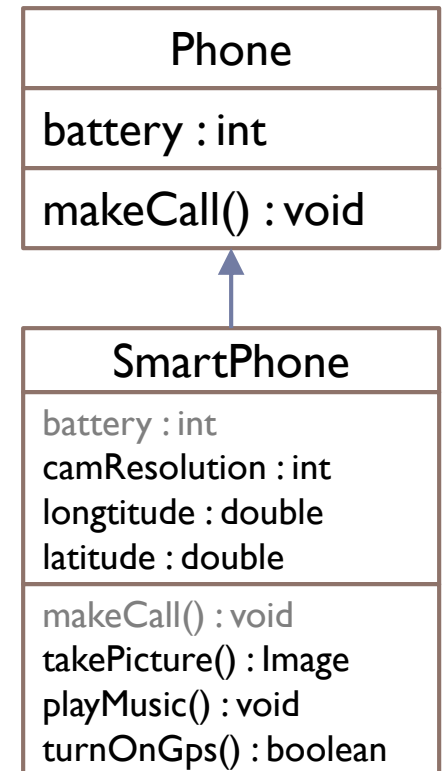 Phone
battery : int
makeCall() : void
SmartPhone
battery : int
camResolution : int
longtitude : double
latitude : double
makeCall() : void
takePicture() : Image
playMusic() : void
turnOnGps() : boolean